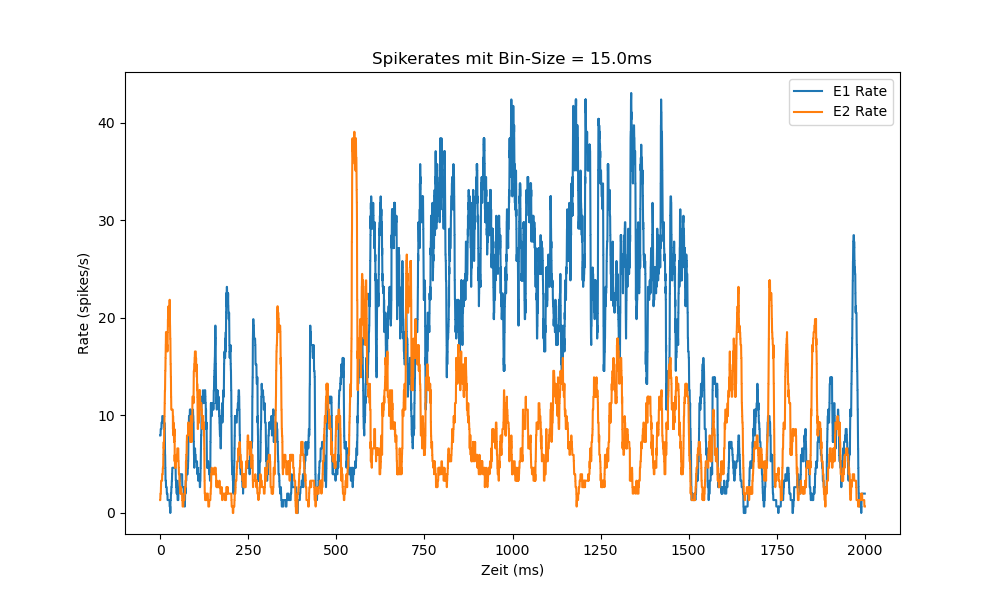 Spikerates mit Bin-Size = 15.0ms
E1 Rate
E2 Rate
Rate (spikes/s)
40
30
20
10
0
0 250 500 750 1000 1250 1500 1750 2000
Zeit (ms)